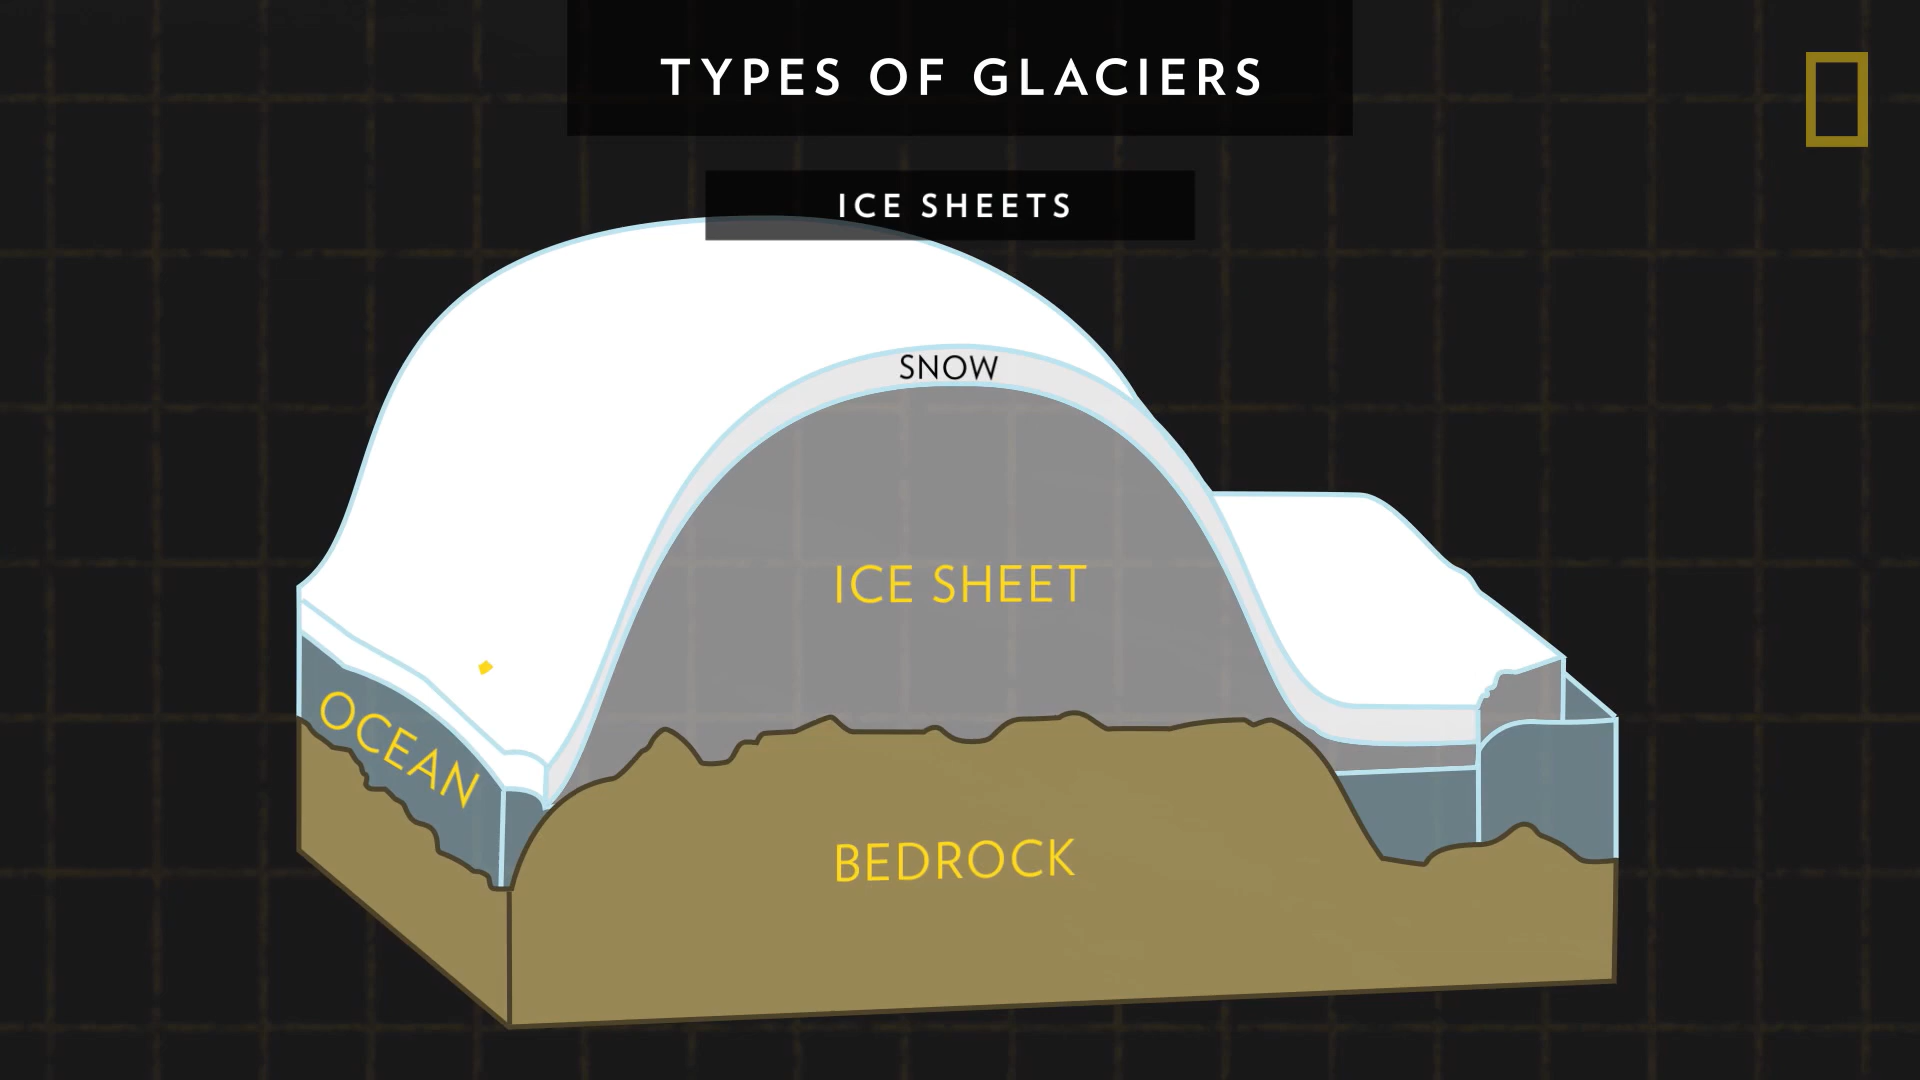 TYPES OF GLACIERS
ICE SHEETS
SNOW
ICE SHEET
OCEAN
BEDROCK